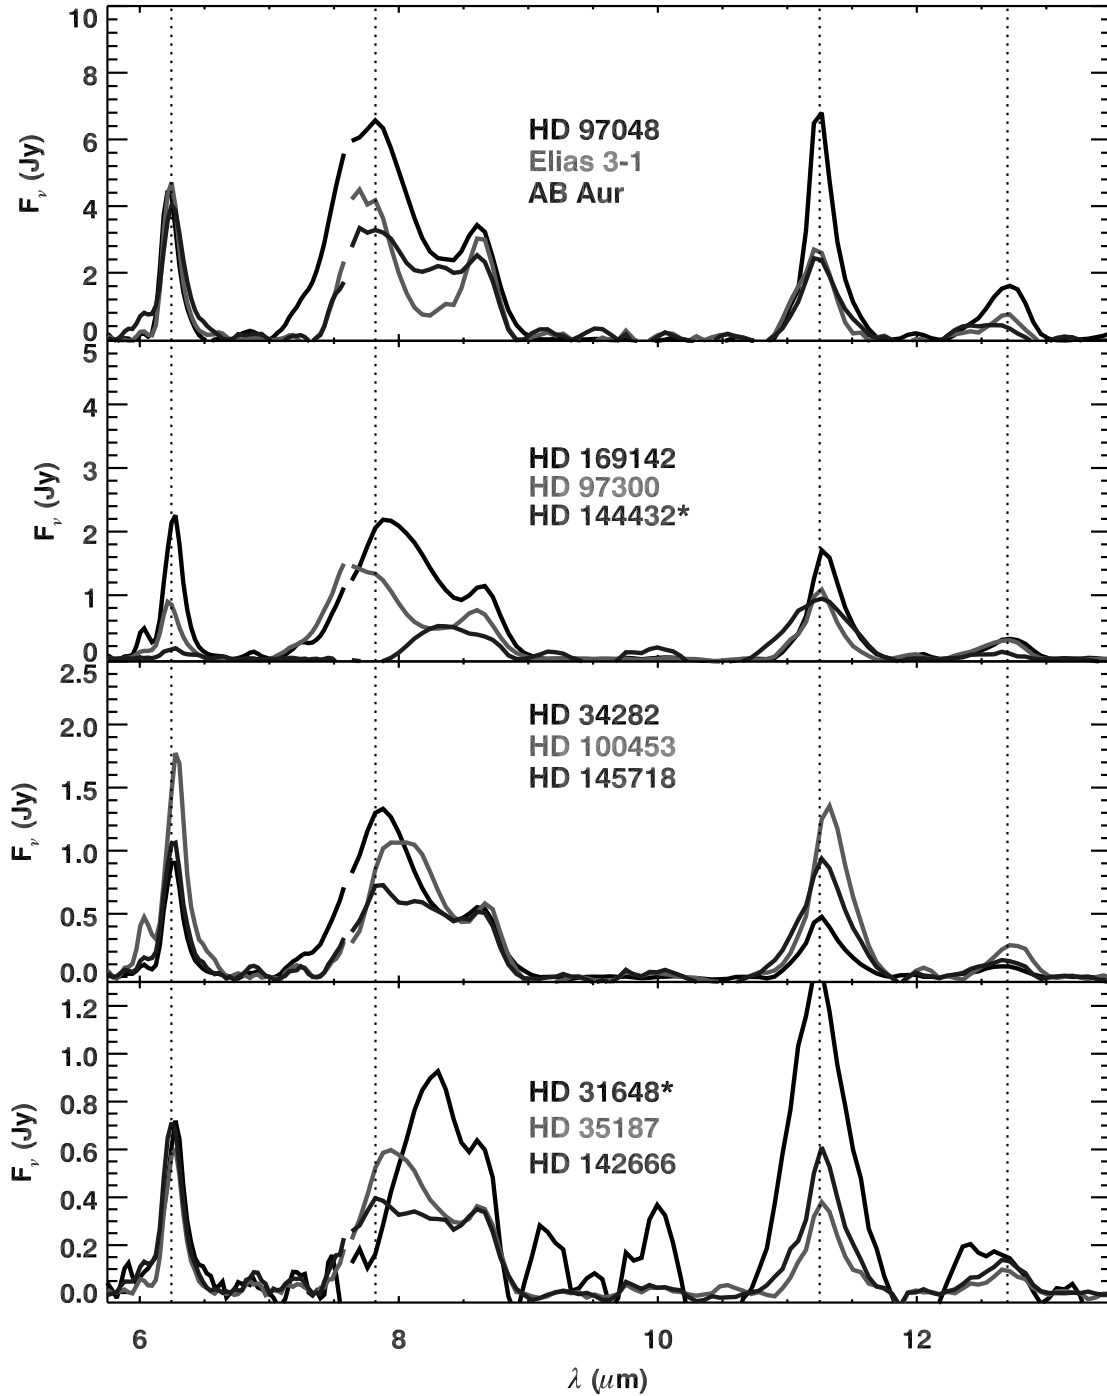 10
8
6
4
2
0
F_ν (Jy)
HD 97048
Elias 3-1
AB Aur
5
4
3
2
1
0
F_ν (Jy)
HD 169142
HD 97300
HD 144432*
2.5
2.0
1.5
1.0
0.5
0.0
F_ν (Jy)
HD 34282
HD 100453
HD 145718
1.2
1.0
0.8
0.6
0.4
0.2
0.0
F_ν (Jy)
HD 31648*
HD 35187
HD 142666
6 8 10 12
λ (μm)